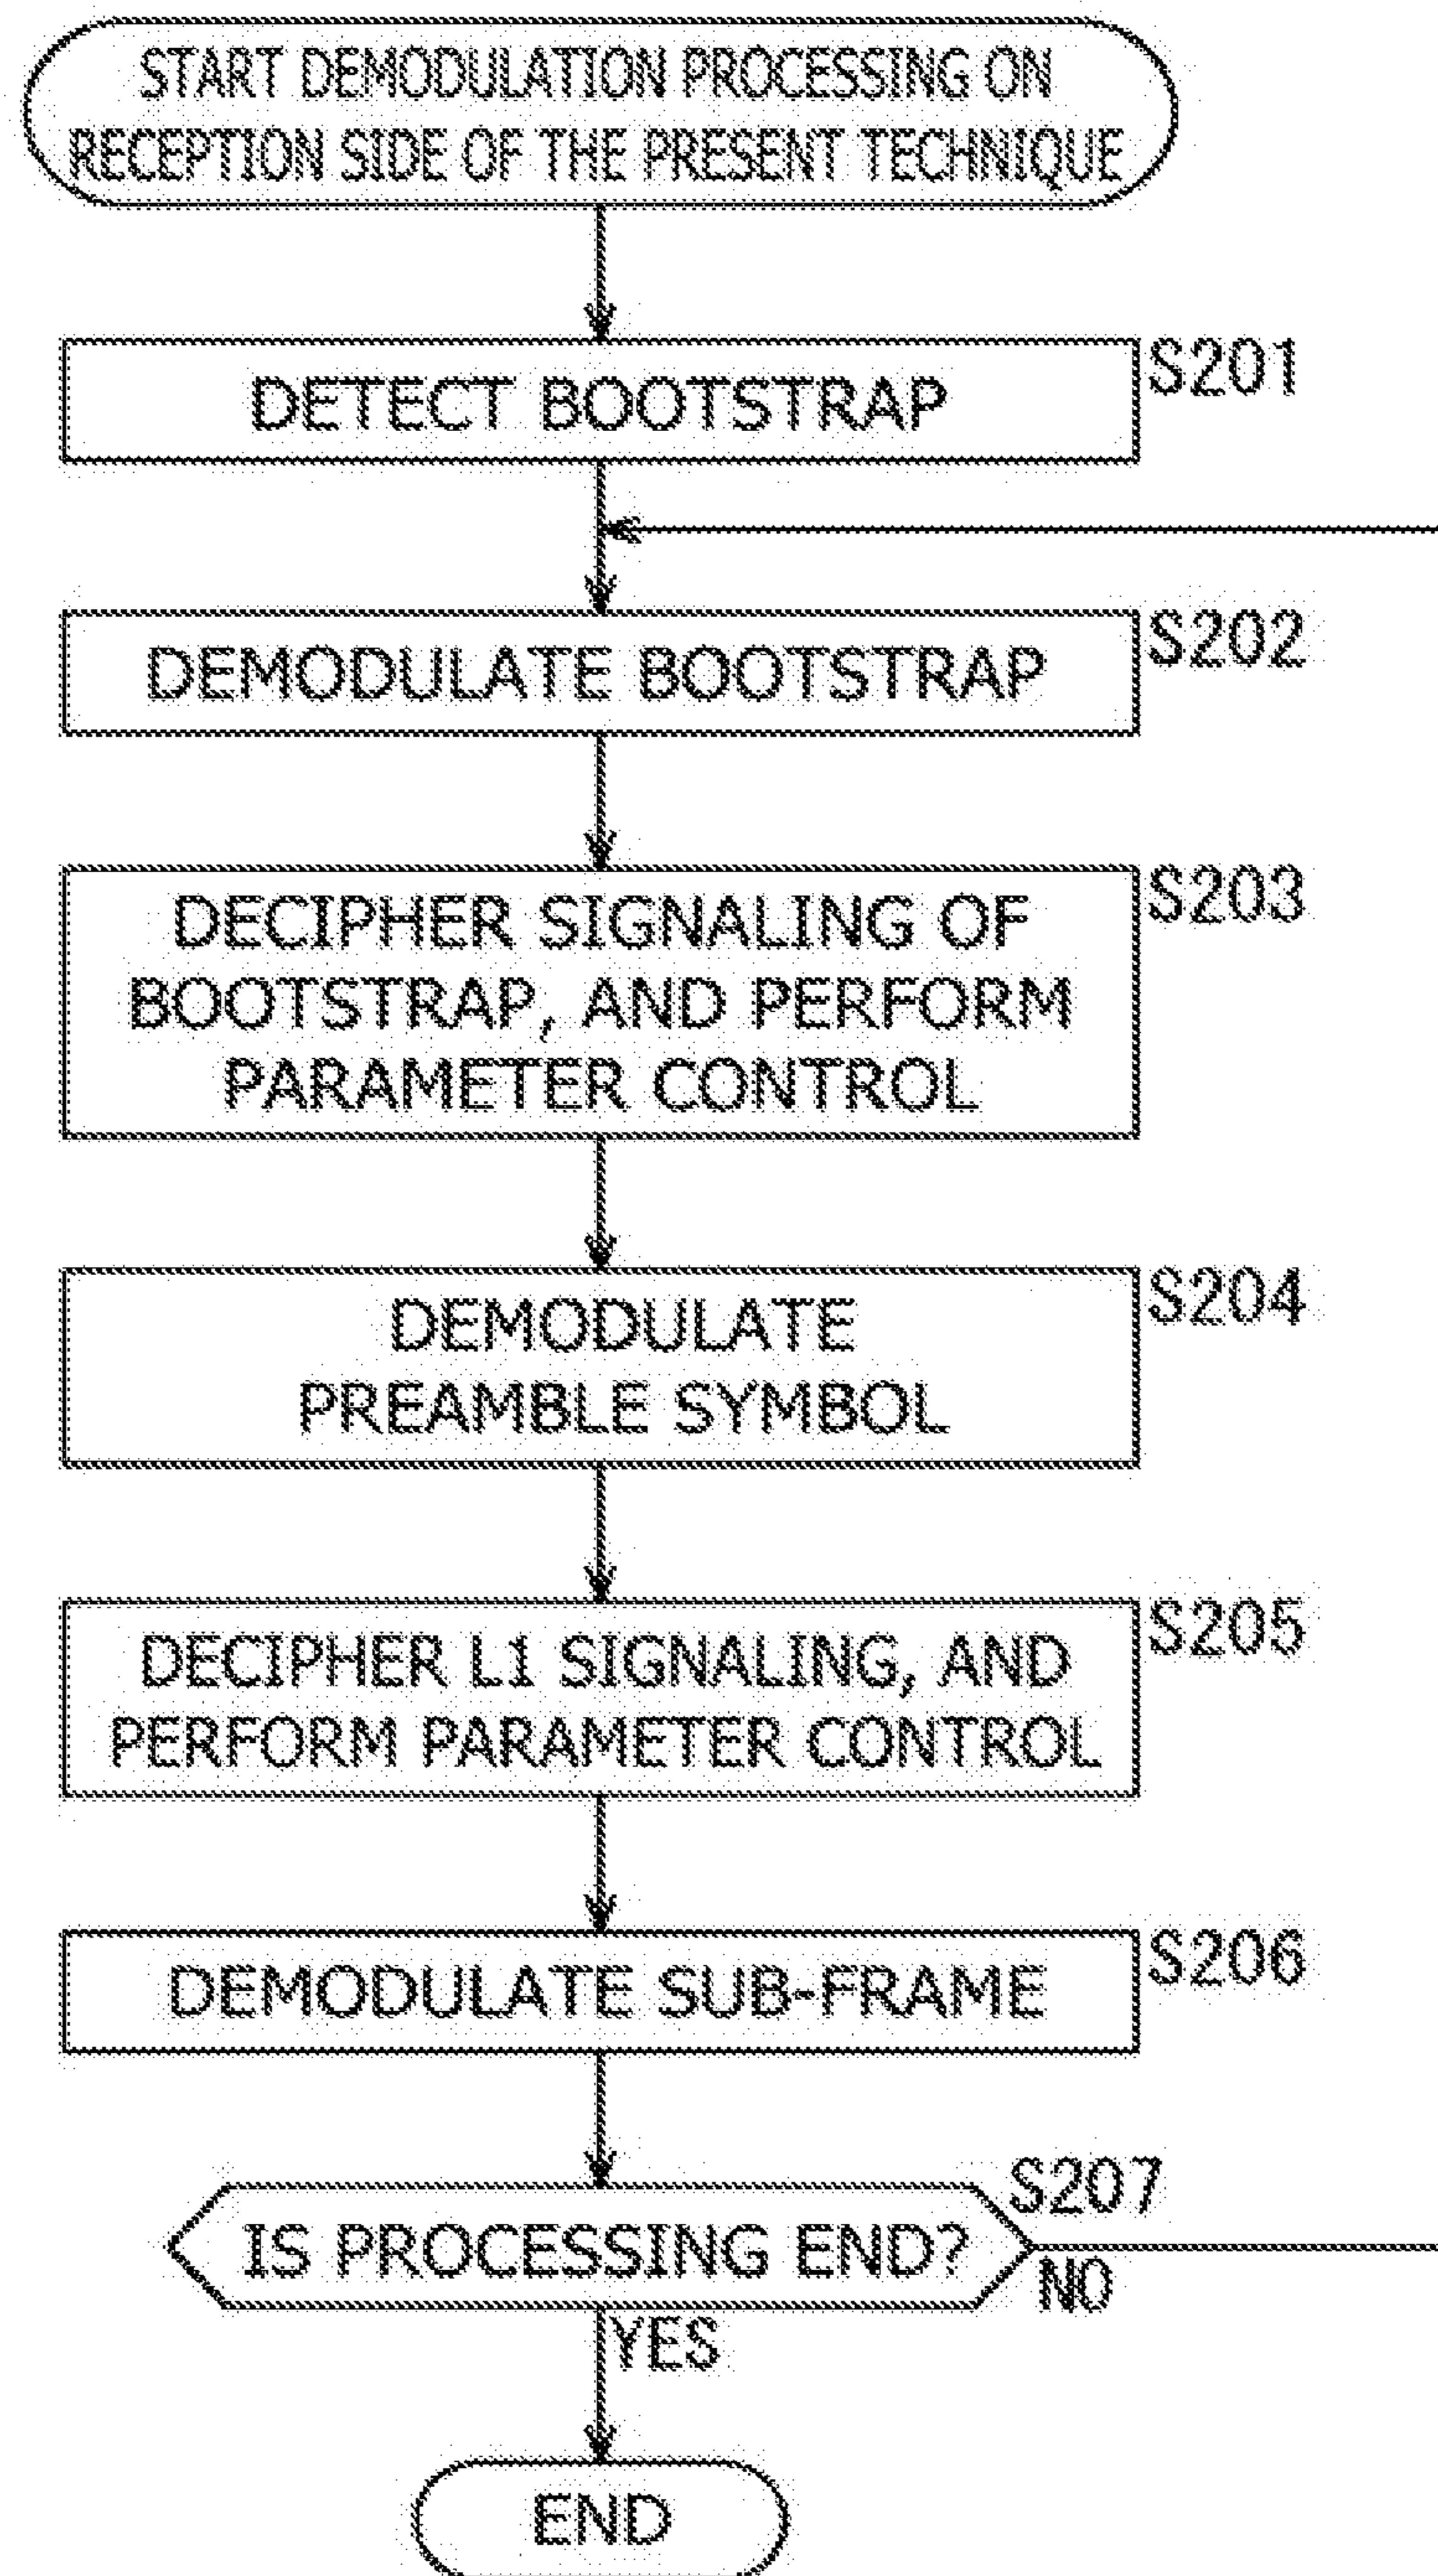 START DEMODULATION PROCESSING ON
RECEPTION SIDE OF THE PRESENT TECHNIQUE
S201
DETECT BOOTSTRAP
S202
DEMODULATE BOOTSTRAP
S203
DECIPHER SIGNALING OF
BOOTSTRAP, AND PERFORM
PARAMETER CONTROL
S204
DEMODULATE
PREAMBLE SYMBOL
S205
DECIPHER L1 SIGNALING, AND
PERFORM PARAMETER CONTROL
S206
DEMODULATE SUB-FRAME
S207
IS PROCESSING END?
NO
YES
END